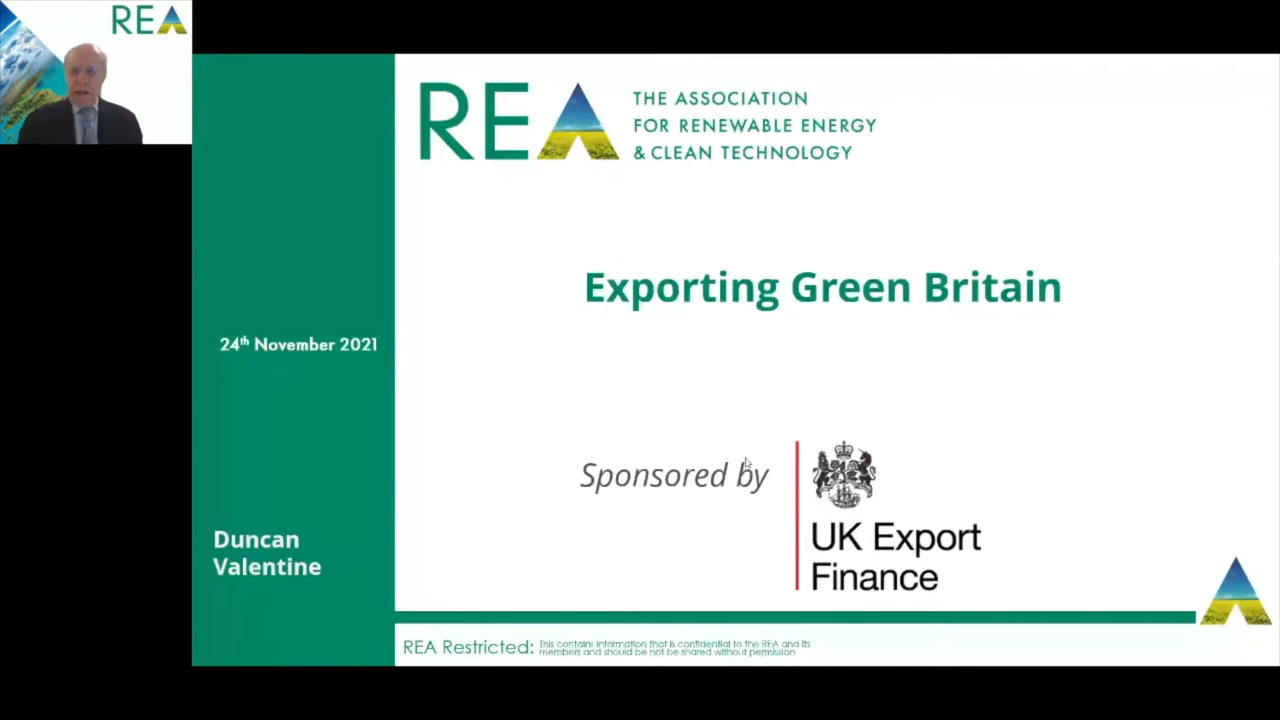 REA
REA
THE ASSOCIATION
FOR RENEWABLE ENERGY
& CLEAN TECHNOLOGY
Exporting Green Britain
24th November 2021
Sponsored by
UK Export
Finance
Duncan
Valentine
REA Restricted:
This contains information that is confidential to the REA and its
members and should be not be shared without permission